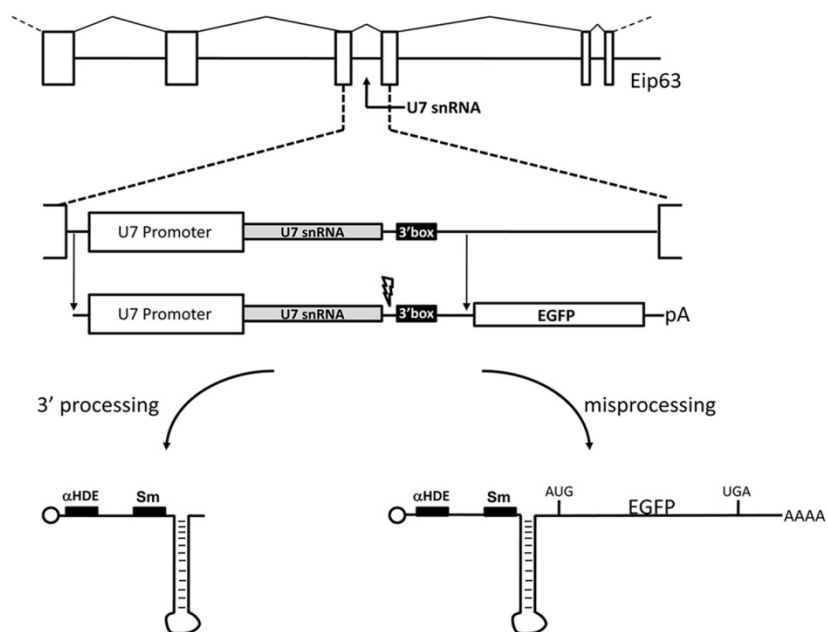 Eip63
U7 snRNA
U7 Promoter
U7 snRNA
3'box
U7 Promoter
U7 snRNA
3'box
EGFP
pA
3' processing
misprocessing
αHDE
Sm
αHDE
Sm
AUG
EGFP
UGA
AAAA